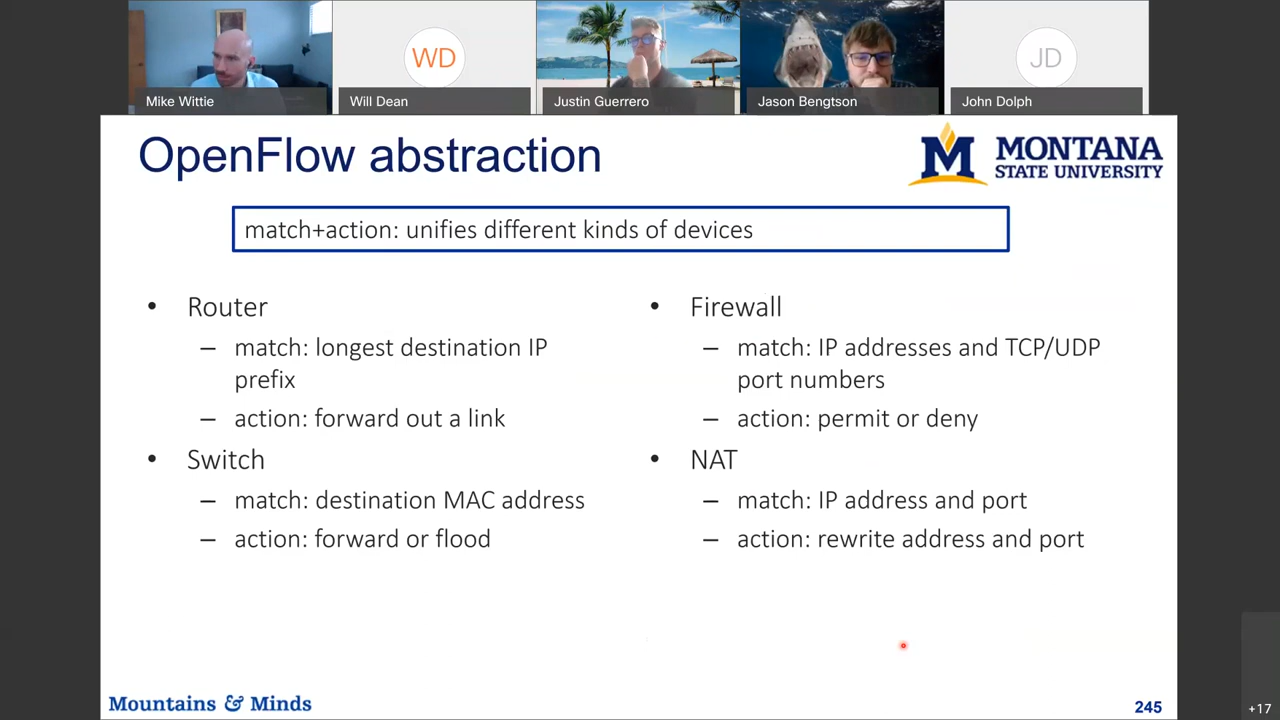 WD
JD
Mike Wittie
Will Dean
Justin Guerrero
Jason Bengtson
John Dolph
OpenFlow abstraction
M MONTANA
STATE UNIVERSITY
match+action: unifies different kinds of devices
• Router
– match: longest destination IP
prefix
– action: forward out a link
• Switch
– match: destination MAC address
– action: forward or flood
• Firewall
– match: IP addresses and TCP/UDP
port numbers
– action: permit or deny
• NAT
– match: IP address and port
– action: rewrite address and port
Mountains & Minds
245
+17